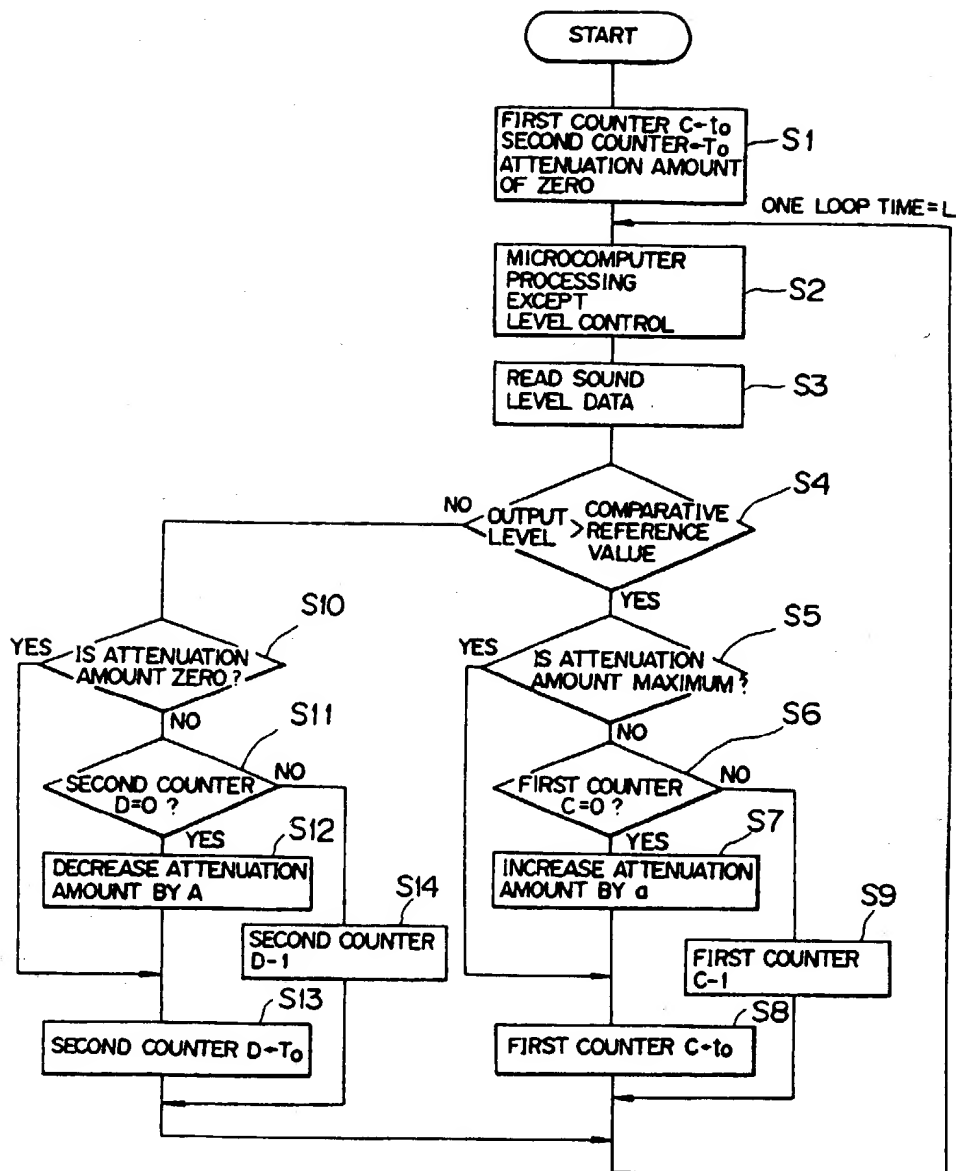 START
FIRST COUNTER C←to
SECOND COUNTER←To
ATTENUATION AMOUNT
OF ZERO
S1
ONE LOOP TIME=L
MICROCOMPUTER
PROCESSING
EXCEPT
LEVEL CONTROL
S2
READ SOUND
LEVEL DATA
S3
NO
OUTPUT
LEVEL
>
COMPARATIVE
REFERENCE
VALUE
S4
YES
S10
YES
IS ATTENUATION
AMOUNT ZERO?
NO
S11
SECOND COUNTER
D=0 ?
NO
YES
S12
DECREASE ATTENUATION
AMOUNT BY A
S14
SECOND COUNTER
D-1
S13
SECOND COUNTER D←To
S5
YES
IS ATTENUATION
AMOUNT MAXIMUM?
NO
S6
FIRST COUNTER
C=0 ?
NO
YES
S7
INCREASE ATTENUATION
AMOUNT BY a
S9
FIRST COUNTER
C-1
S8
FIRST COUNTER C←to